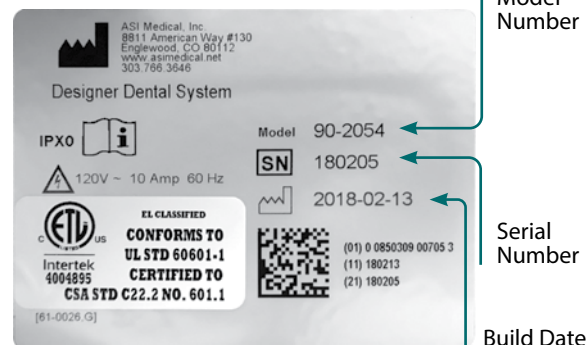 Model
Number
ASI Medical, Inc.
8811 American Way #130
Englewood, CO 80112
www.asimedical.net
303.766.3646
Designer Dental System
IPX0
i
Model 90-2054
SN 180205
120V ~ 10 Amp 60 Hz
2018-02-13
Serial
Number
ETL
C US
Intertek
4004895
EL CLASSIFIED
CONFORMS TO
UL STD 60601-1
CERTIFIED TO
CSA STD C22.2 NO. 601.1
(01) 0 0850309 00705 3
(11) 180213
(21) 180205
[61-0026.G]
Build Date